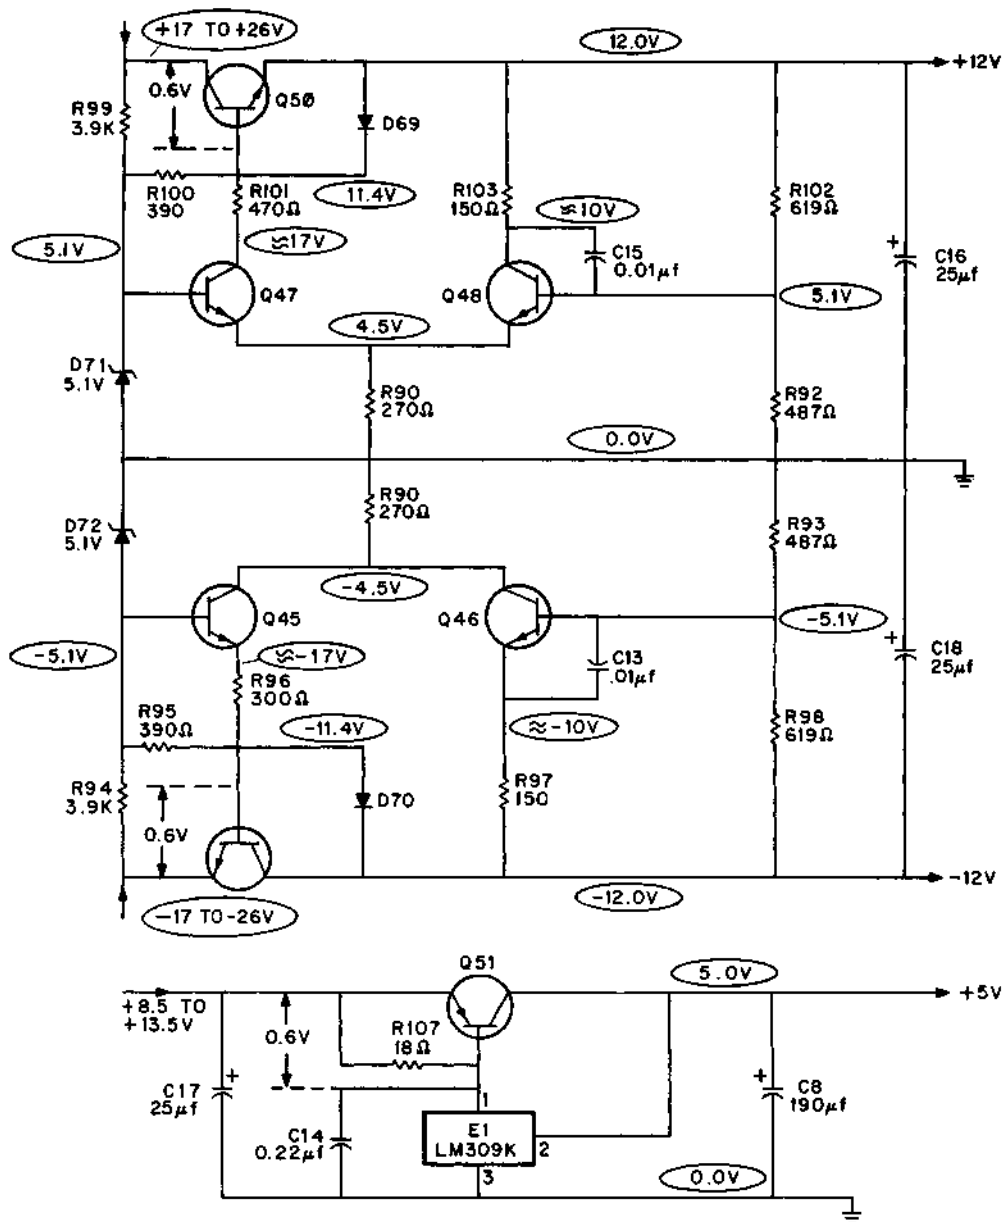 +17 TO +26V
12.0V
+12V
0.6V
Q5Ø
R99
3.9K
D69
R100
390
R101
470Ω
11.4V
R103
150Ω
≈10V
R102
619Ω
5.1V
≈17V
C15
0.01µf
+
C16
25µf
Q47
Q48
5.1V
4.5V
D71
5.1V
R90
270Ω
R92
487Ω
0.0V
R90
270Ω
D72
5.1V
R93
487Ω
-4.5V
Q45
Q46
-5.1V
-5.1V
≈-17V
C13
.01µf
+
C18
25µf
R96
300Ω
R95
390Ω
-11.4V
≈-10V
R98
619Ω
R94
3.9K
0.6V
D70
R97
150
-12V
-12.0V
-17 TO -26V
Q51
5.0V
+5V
+8.5 TO
+13.5V
0.6V
R107
18Ω
+
C17
25µf
C14
0.22µf
1
E1
LM309K
2
3
+
C8
190µf
0.0V